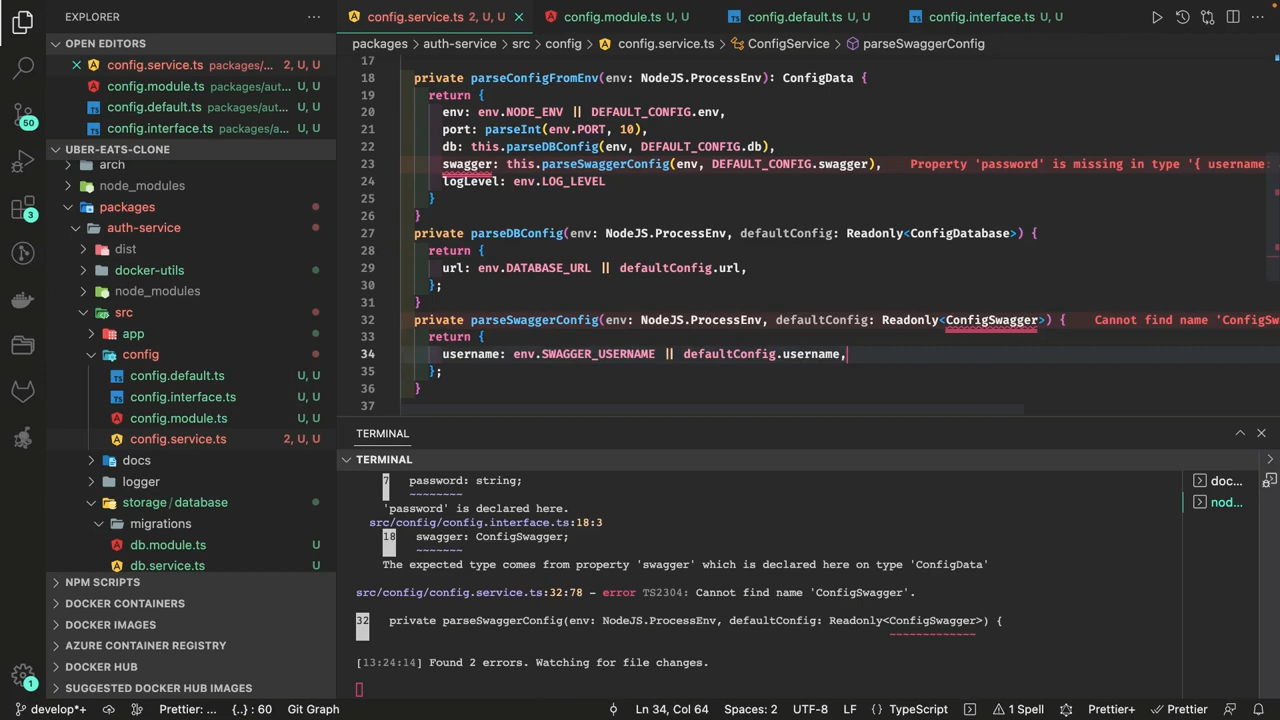 EXPLORER
OPEN EDITORS
config.service.ts packages/... 2, U, U
config.module.ts packages/aut... U, U
config.default.ts packages/aut... U, U
config.interface.ts packages/a... U, U
UBER-EATS-CLONE
arch
node_modules
packages
auth-service
dist
docker-utils
node_modules
src
app
config
config.default.ts U, U
config.interface.ts U, U
config.module.ts U, U
config.service.ts 2, U, U
docs
logger
storage/database
migrations
db.module.ts U
db.service.ts U
NPM SCRIPTS
DOCKER CONTAINERS
DOCKER IMAGES
AZURE CONTAINER REGISTRY
DOCKER HUB
SUGGESTED DOCKER HUB IMAGES
50
3
1
config.service.ts 2, U, U
config.module.ts U, U
TS config.default.ts U, U
TS config.interface.ts U, U
packages > auth-service > src > config > config.service.ts > ConfigService > parseSwaggerConfig
17
18 private parseConfigFromEnv(env: NodeJS.ProcessEnv): ConfigData {
19 return {
20 env: env.NODE_ENV || DEFAULT_CONFIG.env,
21 port: parseInt(env.PORT, 10),
22 db: this.parseDBConfig(env, DEFAULT_CONFIG.db),
23 swagger: this.parseSwaggerConfig(env, DEFAULT_CONFIG.swagger), Property 'password' is missing in type '{ username:
24 logLevel: env.LOG_LEVEL
25 }
26 }
27 private parseDBConfig(env: NodeJS.ProcessEnv, defaultConfig: Readonly<ConfigDatabase>) {
28 return {
29 url: env.DATABASE_URL || defaultConfig.url,
30 };
31 }
32 private parseSwaggerConfig(env: NodeJS.ProcessEnv, defaultConfig: Readonly<ConfigSwagger>) { Cannot find name 'ConfigSw
33 return {
34 username: env.SWAGGER_USERNAME || defaultConfig.username,
35 };
36 }
37
TERMINAL
TERMINAL
7 password: string;
~~~~~~~~
'password' is declared here.
src/config/config.interface.ts:18:3
18 swagger: ConfigSwagger;
~~~~~~~
The expected type comes from property 'swagger' which is declared here on type 'ConfigData'
src/config/config.service.ts:32:78 - error TS2304: Cannot find name 'ConfigSwagger'.
32 private parseSwaggerConfig(env: NodeJS.ProcessEnv, defaultConfig: Readonly<ConfigSwagger>) {
~~~~~~~~~~~~~
[13:24:14] Found 2 errors. Watching for file changes.
doc...
nod...
develop*+ Prettier: ... {..} : 60 Git Graph Ln 34, Col 64 Spaces: 2 UTF-8 LF TypeScript 1 Spell Prettier+ Prettier